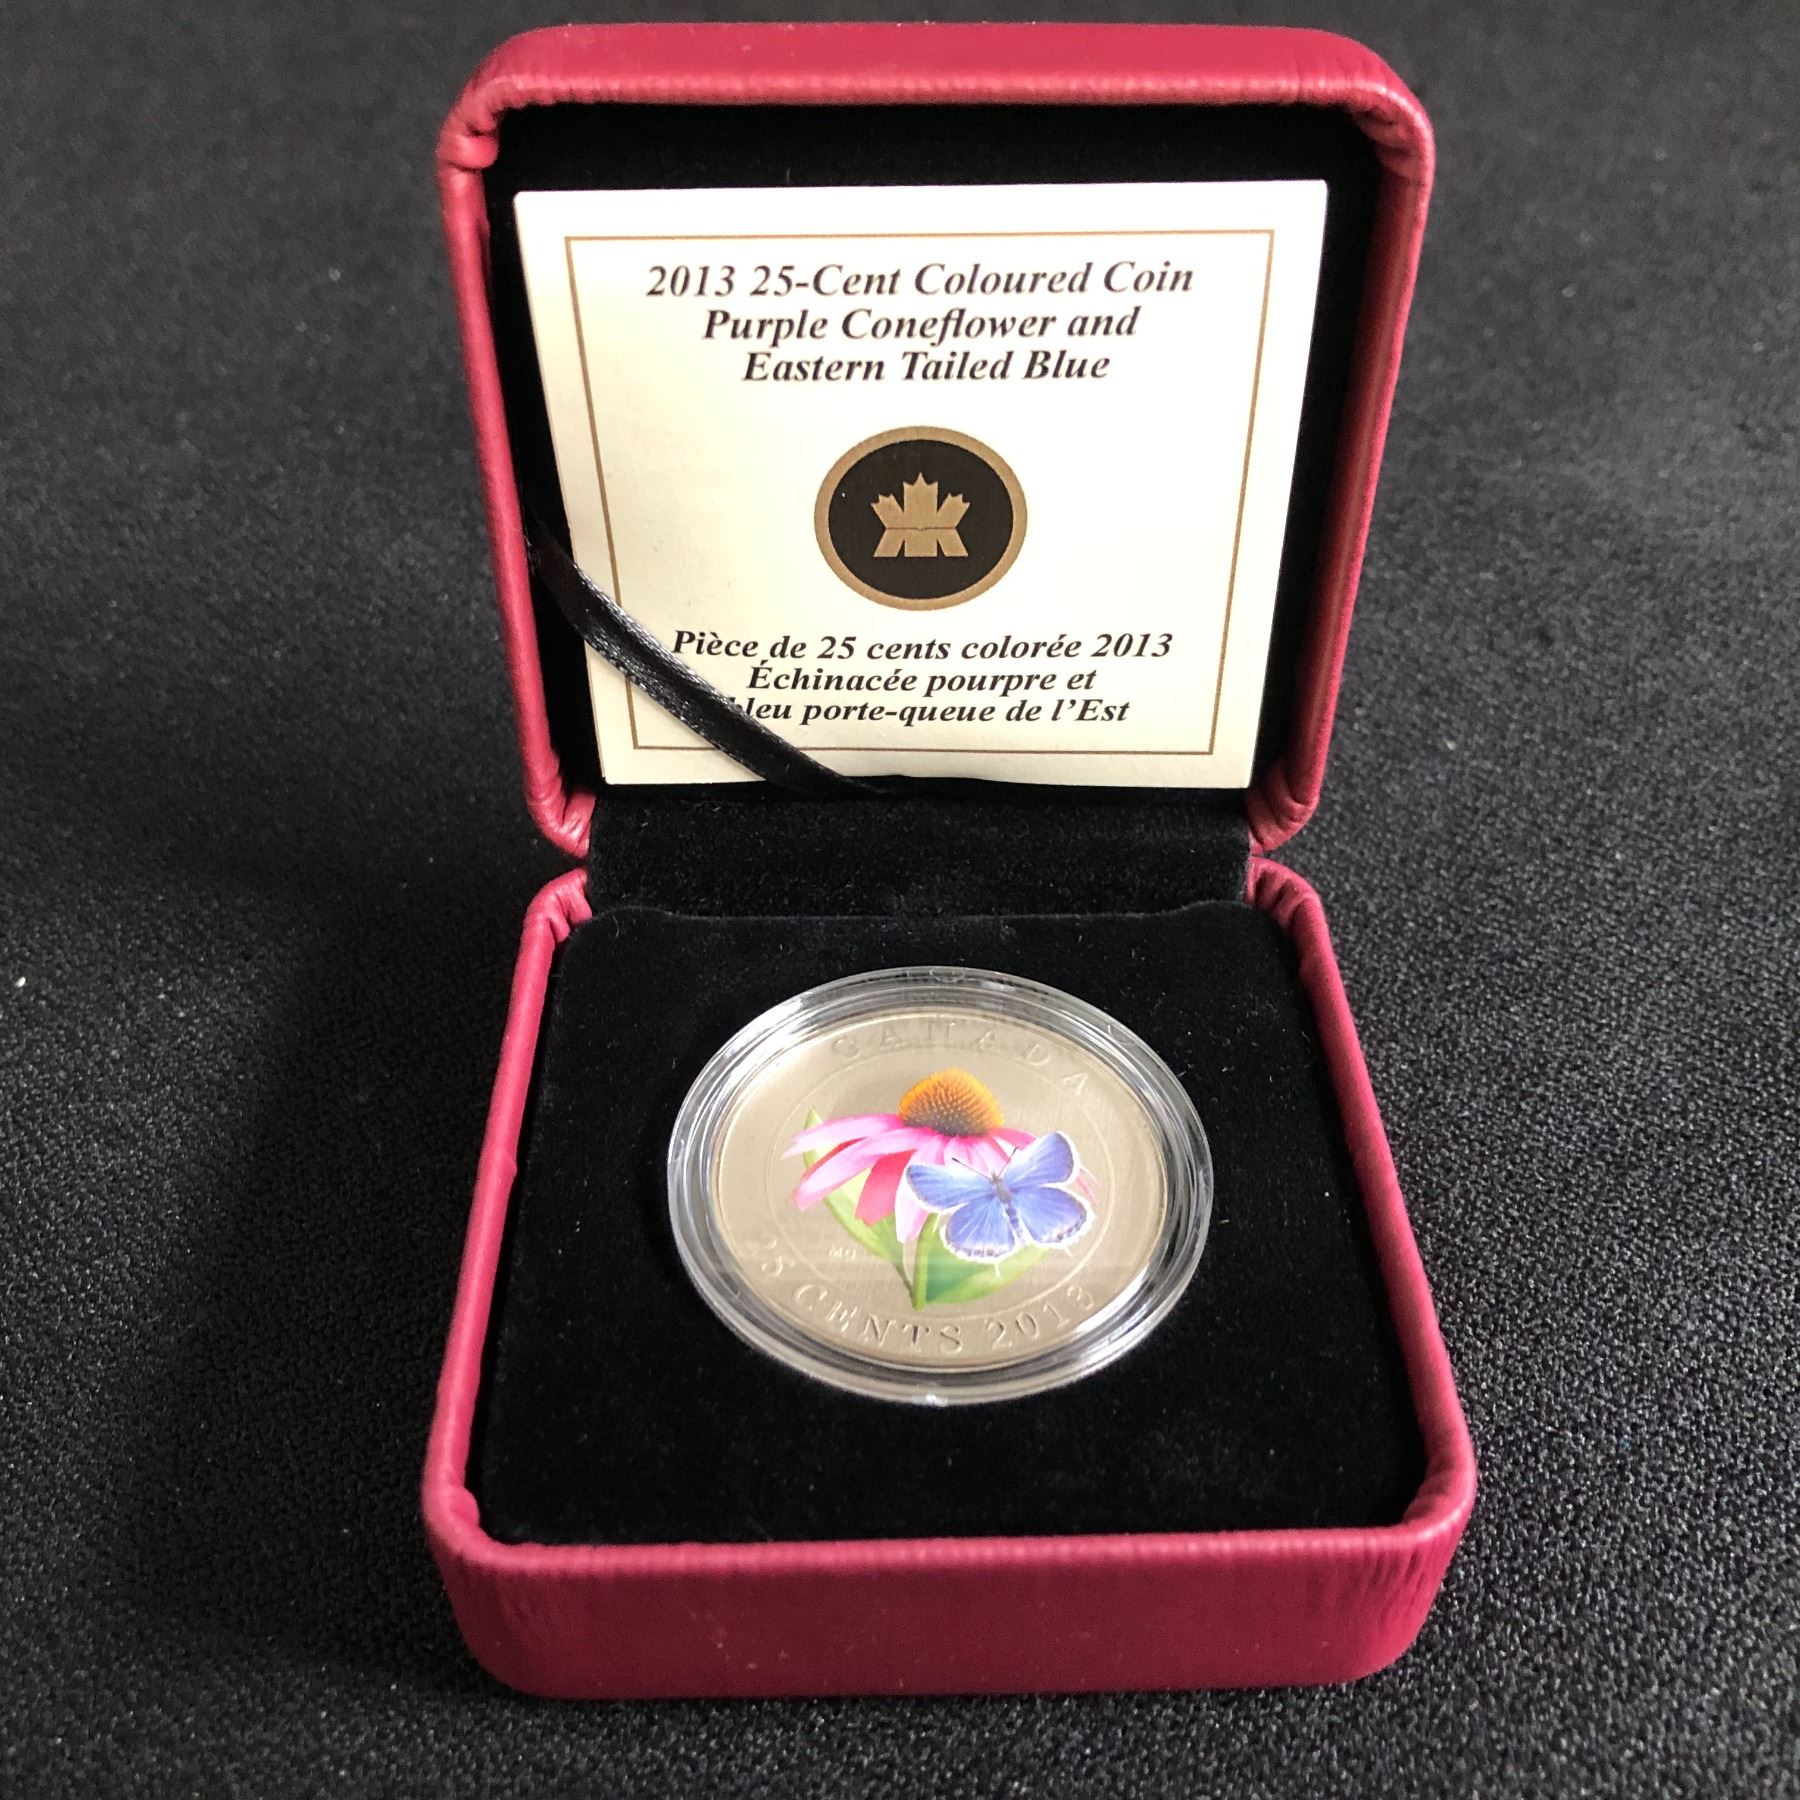 2013 25-Cent Coloured Coin
Purple Coneflower and
Eastern Tailed Blue
Pièce de 25 cents colorée 2013
Échinacée pourpre et
bleu porte-queue de l'Est
CANADA
25 CENTS 2013